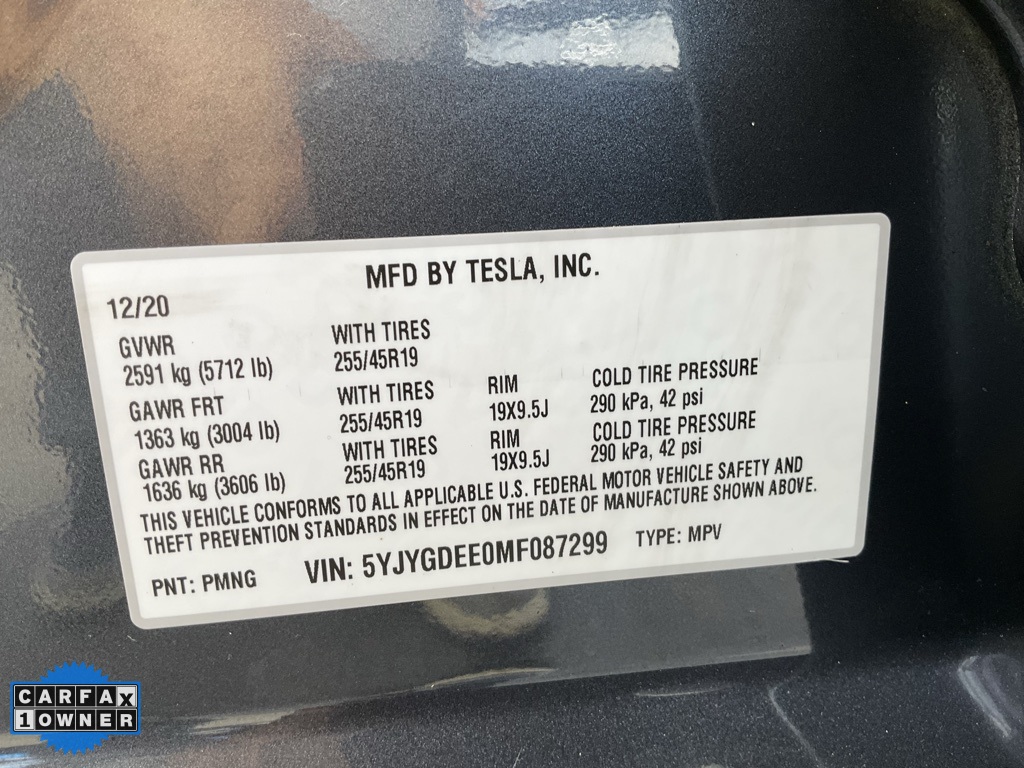 MFD BY TESLA, INC.
12/20
GVWR WITH TIRES
2591 kg (5712 lb) 255/45R19
GAWR FRT WITH TIRES RIM COLD TIRE PRESSURE
1363 kg (3004 lb) 255/45R19 19X9.5J 290 kPa, 42 psi
GAWR RR WITH TIRES RIM COLD TIRE PRESSURE
1636 kg (3606 lb) 255/45R19 19X9.5J 290 kPa, 42 psi
THIS VEHICLE CONFORMS TO ALL APPLICABLE U.S. FEDERAL MOTOR VEHICLE SAFETY AND
THEFT PREVENTION STANDARDS IN EFFECT ON THE DATE OF MANUFACTURE SHOWN ABOVE.
PNT: PMNG VIN: 5YJYGDEE0MF087299 TYPE: MPV
CARFAX
1 OWNER